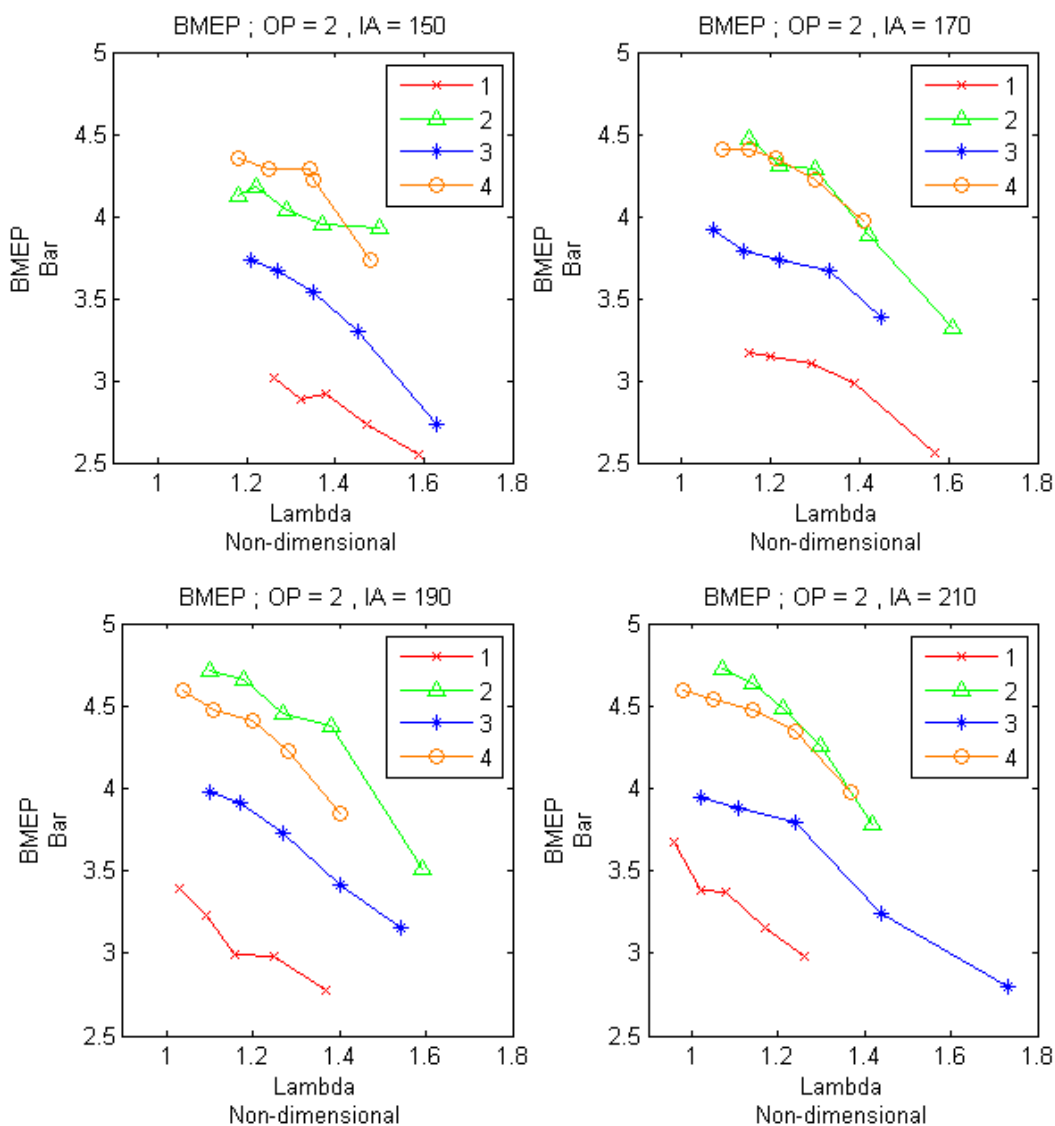 BMEP ; OP = 2 , IA = 150
5
4.5
4
3.5
3
2.5
BMEP
Bar
1
2
3
4
1 1.2 1.4 1.6 1.8
Lambda
Non-dimensional
BMEP ; OP = 2 , IA = 170
5
4.5
4
3.5
3
2.5
BMEP
Bar
1
2
3
4
1 1.2 1.4 1.6 1.8
Lambda
Non-dimensional
BMEP ; OP = 2 , IA = 190
5
4.5
4
3.5
3
2.5
BMEP
Bar
1
2
3
4
1 1.2 1.4 1.6 1.8
Lambda
Non-dimensional
BMEP ; OP = 2 , IA = 210
5
4.5
4
3.5
3
2.5
BMEP
Bar
1
2
3
4
1 1.2 1.4 1.6 1.8
Lambda
Non-dimensional